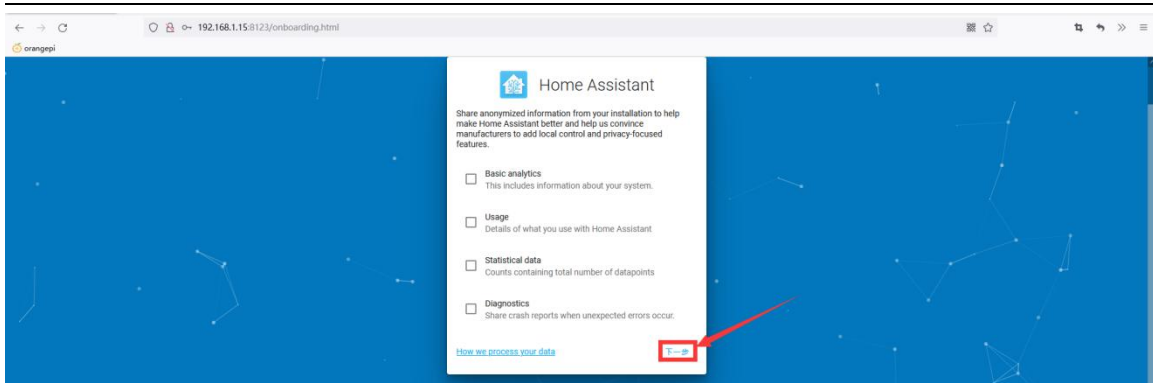 192.168.1.15:8123/onboarding.html
orangepi
Home Assistant
Share anonymized information from your installation to help
make Home Assistant better and help us convince
manufacturers to add local control and privacy-focused
features.
Basic analytics
This includes information about your system.
Usage
Details of what you use with Home Assistant
Statistical data
Counts containing total number of datapoints
Diagnostics
Share crash reports when unexpected errors occur.
How we process your data
下一步